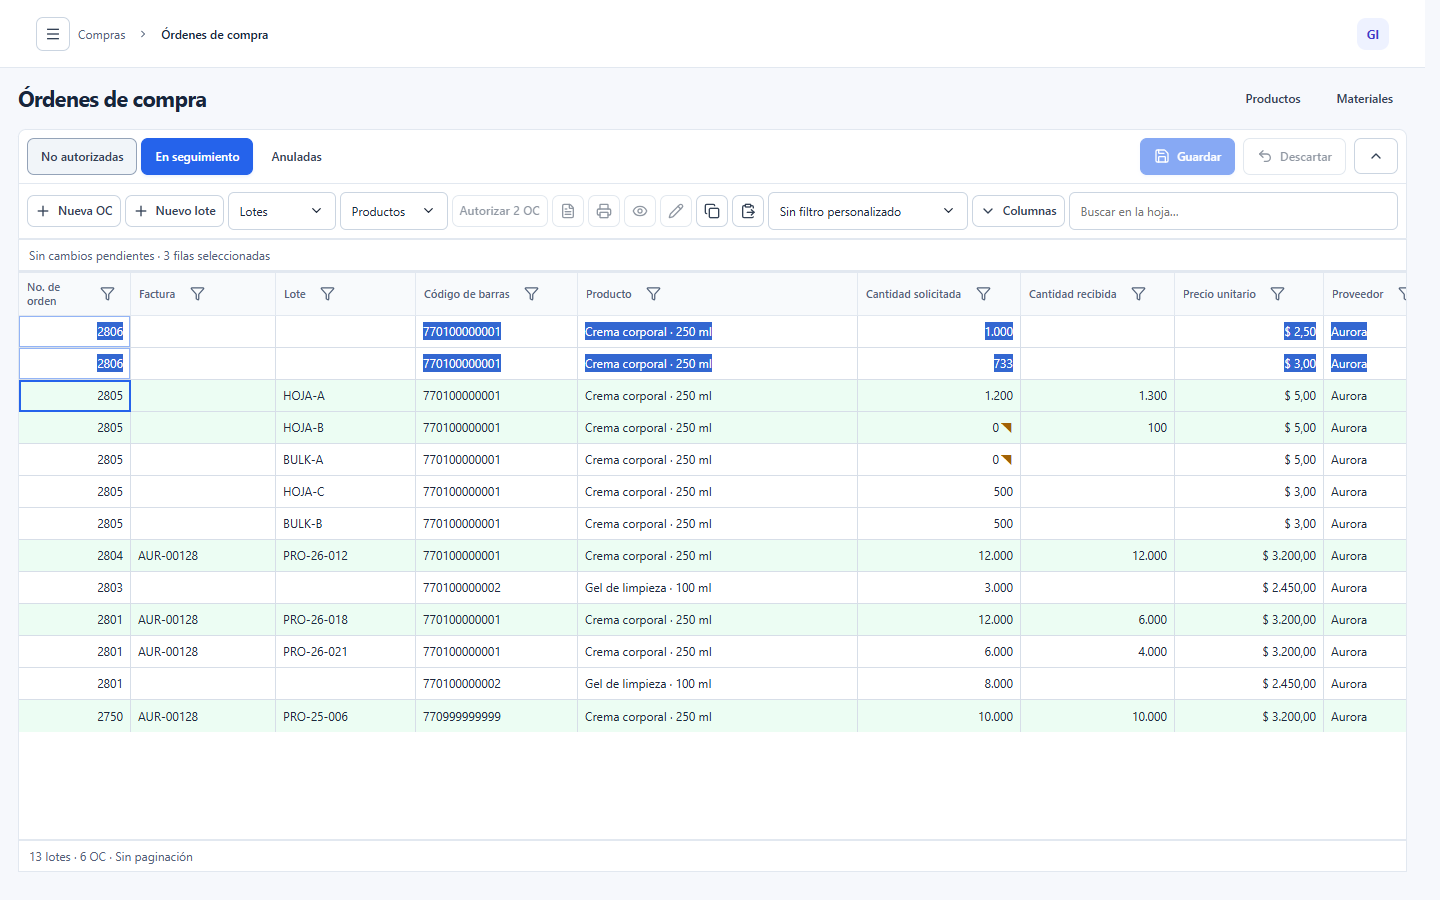 Compras > Órdenes de compra
GI
Órdenes de compra
Productos Materiales
No autorizadas En seguimiento Anuladas Guardar Descartar
+ Nueva OC + Nuevo lote Lotes Productos Autorizar 2 OC Sin filtro personalizado Columnas Buscar en la hoja...
Sin cambios pendientes · 3 filas seleccionadas
No. de orden Factura Lote Código de barras Producto Cantidad solicitada Cantidad recibida Precio unitario Proveedor
2806 770100000001 Crema corporal · 250 ml 1.000 $ 2,50 Aurora
2806 770100000001 Crema corporal · 250 ml 733 $ 3,00 Aurora
2805 HOJA-A 770100000001 Crema corporal · 250 ml 1.200 1.300 $ 5,00 Aurora
2805 HOJA-B 770100000001 Crema corporal · 250 ml 0 100 $ 5,00 Aurora
2805 BULK-A 770100000001 Crema corporal · 250 ml 0 $ 5,00 Aurora
2805 HOJA-C 770100000001 Crema corporal · 250 ml 500 $ 3,00 Aurora
2805 BULK-B 770100000001 Crema corporal · 250 ml 500 $ 3,00 Aurora
2804 AUR-00128 PRO-26-012 770100000001 Crema corporal · 250 ml 12.000 12.000 $ 3.200,00 Aurora
2803 770100000002 Gel de limpieza · 100 ml 3.000 $ 2.450,00 Aurora
2801 AUR-00128 PRO-26-018 770100000001 Crema corporal · 250 ml 12.000 6.000 $ 3.200,00 Aurora
2801 AUR-00128 PRO-26-021 770100000001 Crema corporal · 250 ml 6.000 4.000 $ 3.200,00 Aurora
2801 770100000002 Gel de limpieza · 100 ml 8.000 $ 2.450,00 Aurora
2750 AUR-00128 PRO-25-006 770999999999 Crema corporal · 250 ml 10.000 10.000 $ 3.200,00 Aurora
13 lotes · 6 OC · Sin paginación